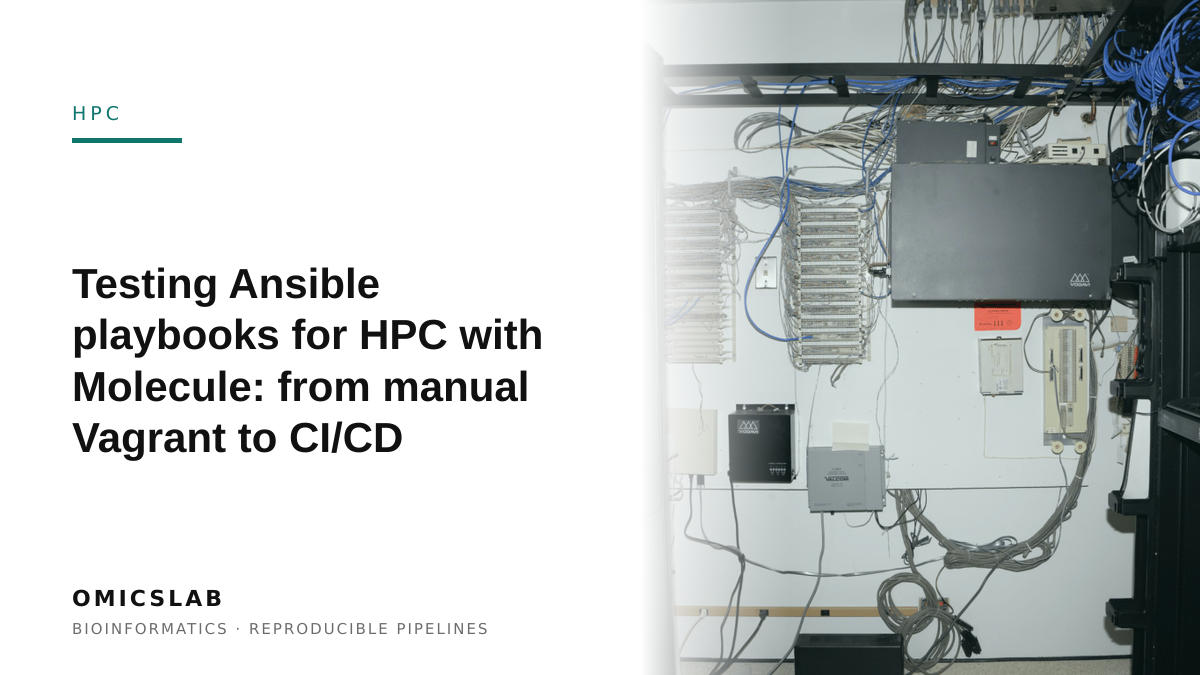 HPC
Testing Ansible
playbooks for HPC with
Molecule: from manual
Vagrant to CI/CD
OMICSLAB
BIOINFORMATICS · REPRODUCIBLE PIPELINES